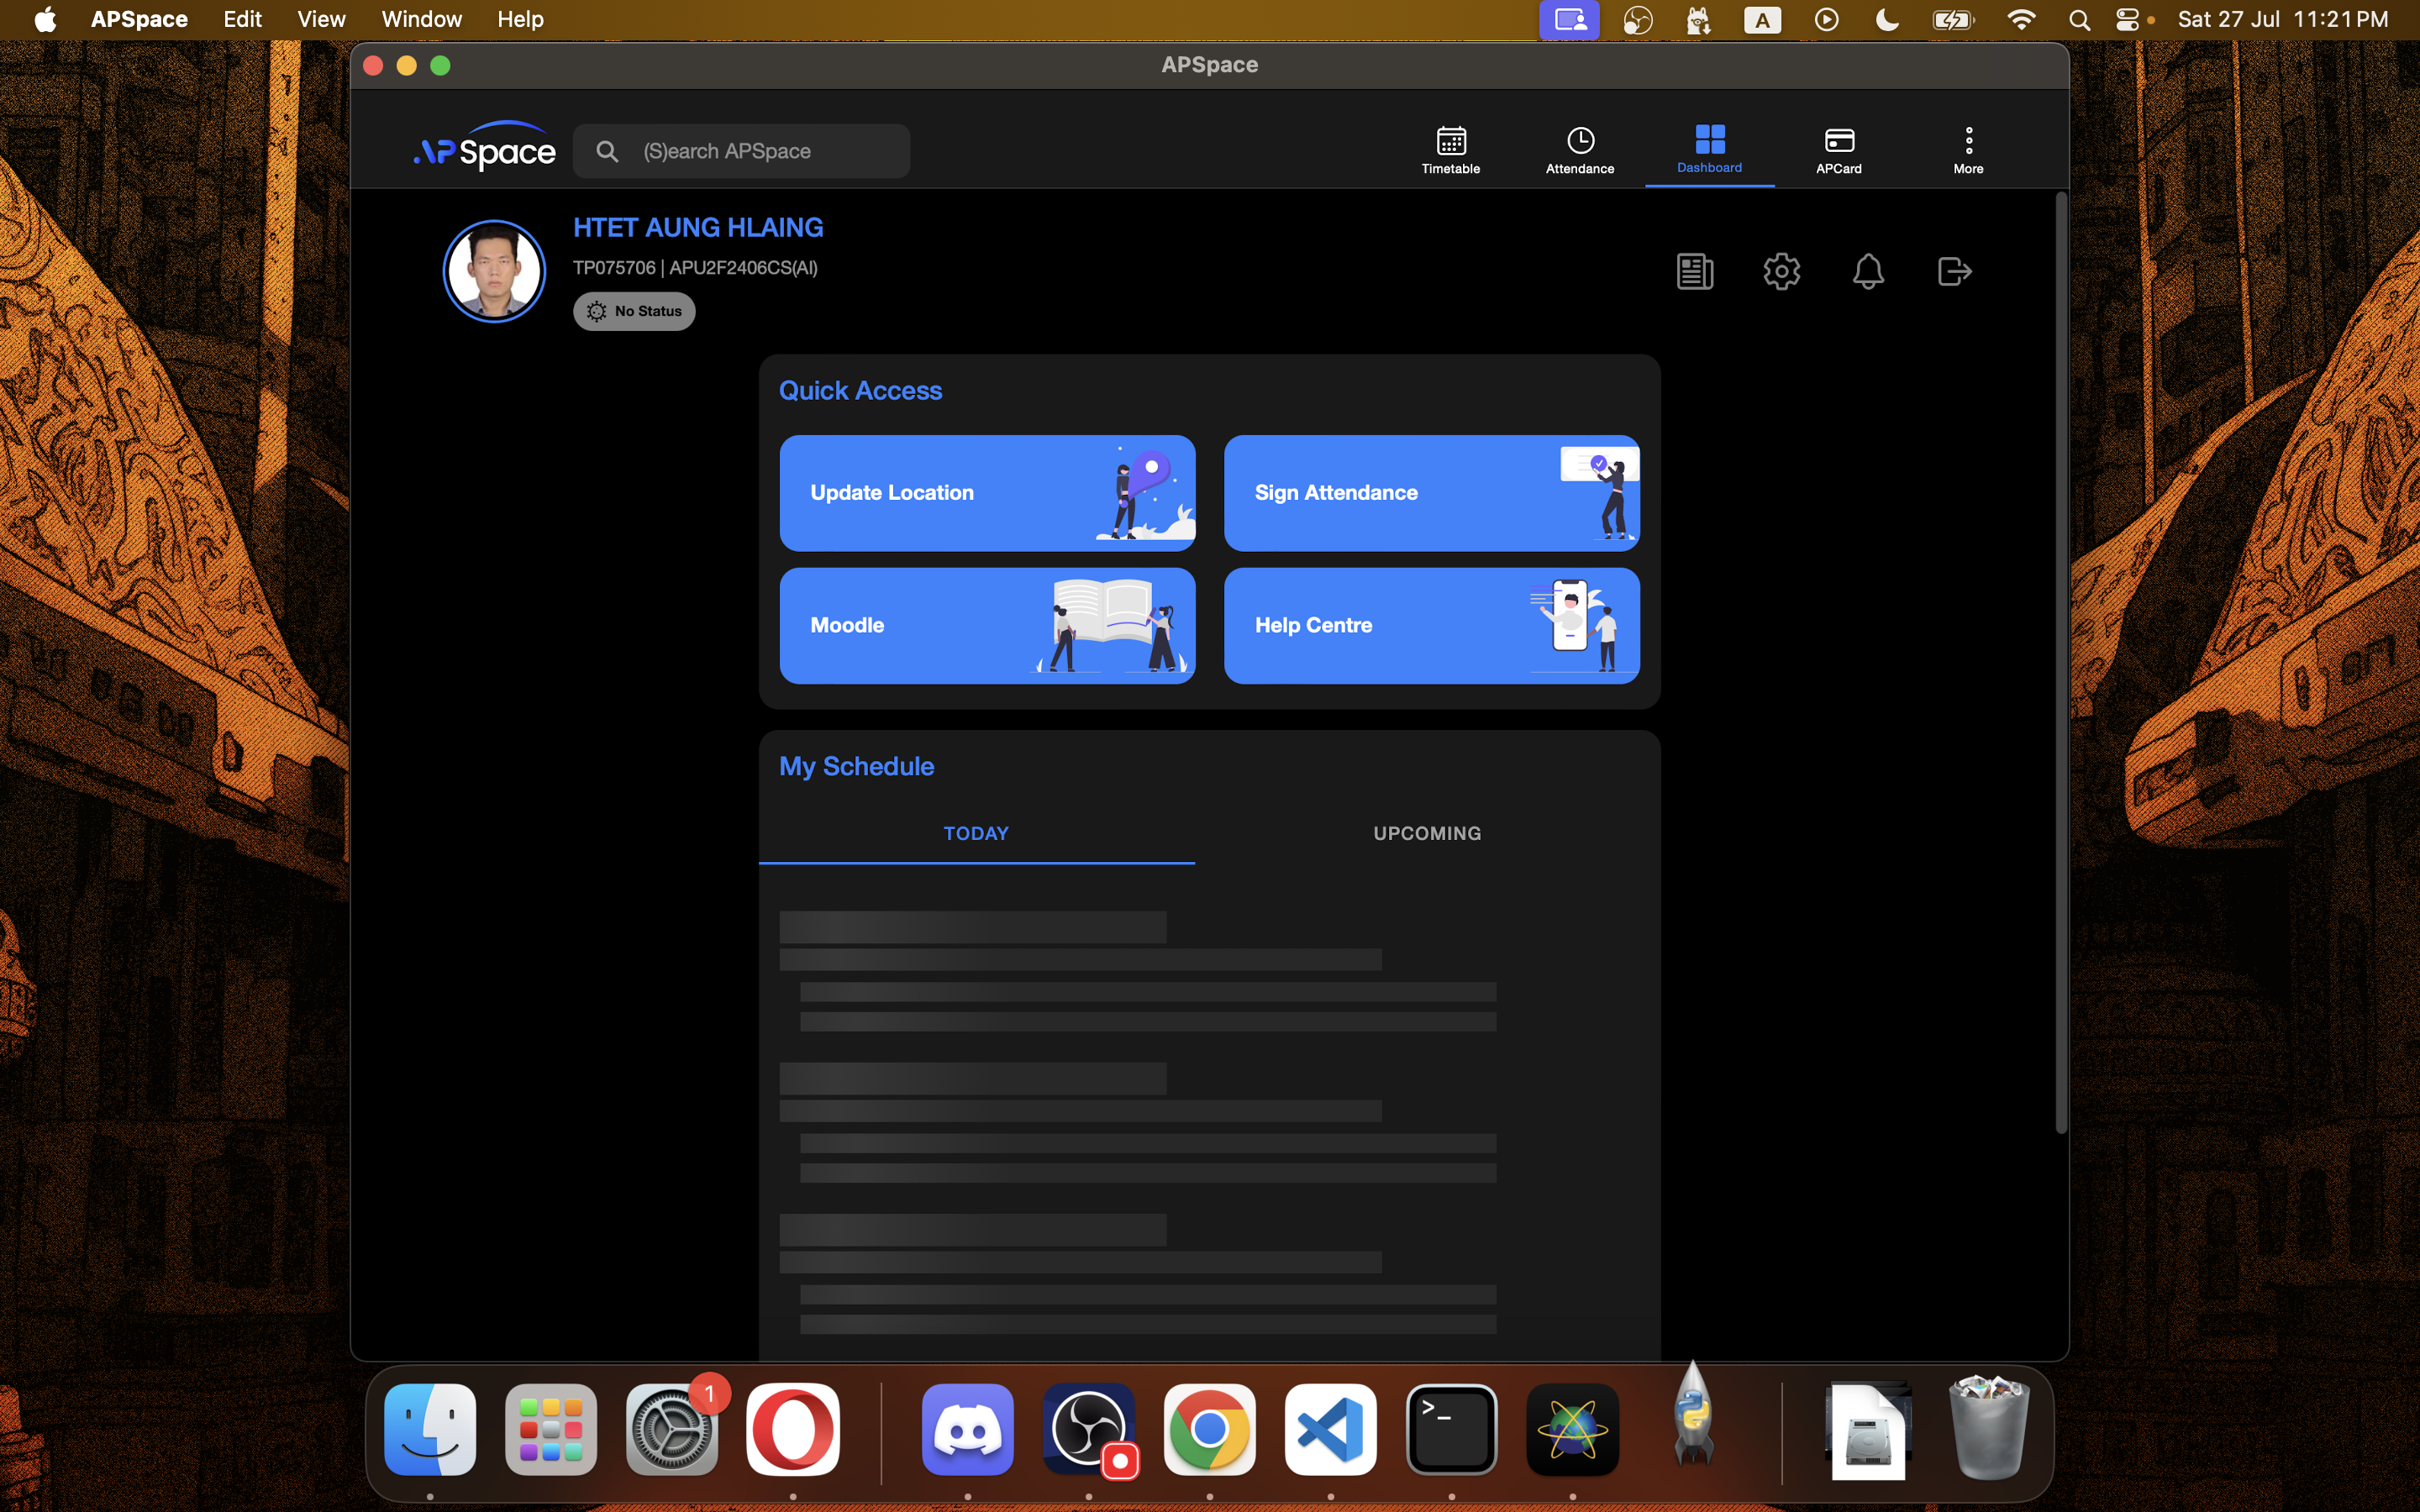 APSpace Edit View Window Help A Sat 27 Jul 11:21 PM
APSpace
APSpace (S)earch APSpace
Timetable Attendance Dashboard APCard More
HTET AUNG HLAING
TP075706 | APU2F2406CS(AI)
No Status
Quick Access
Update Location Sign Attendance
Moodle Help Centre
My Schedule
TODAY UPCOMING
1
>_